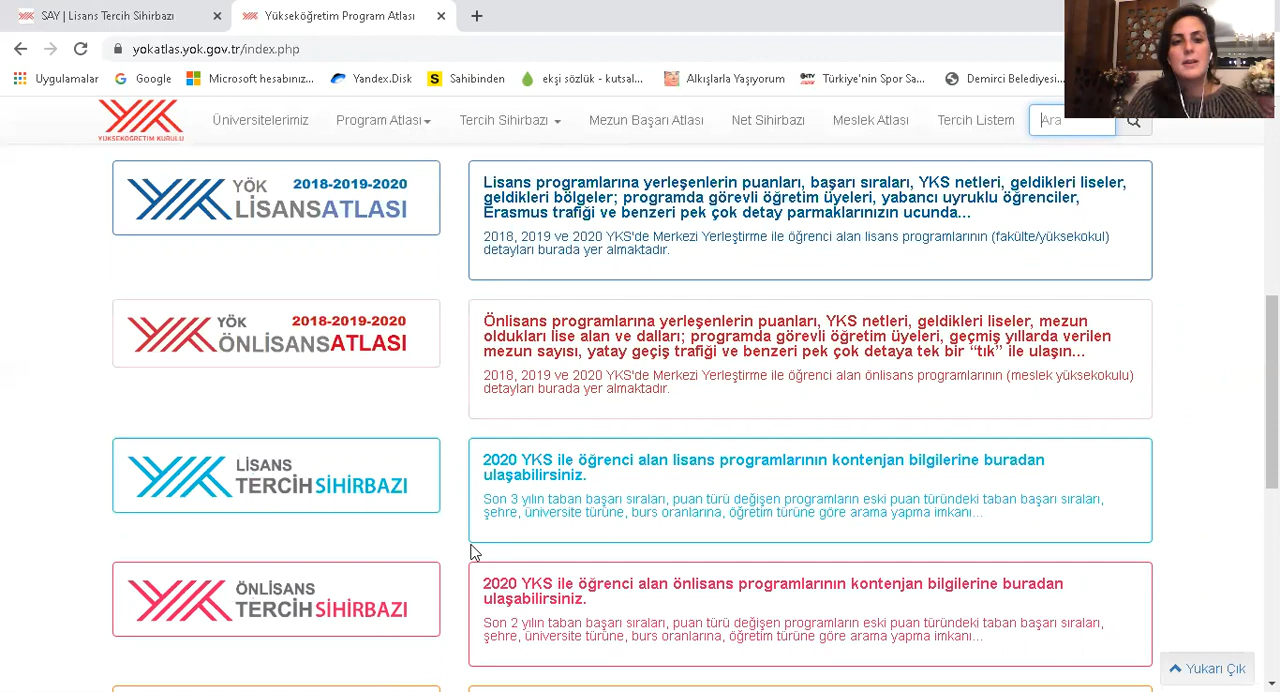 SAY | Lisans Tercih Sihirbazı
Yükseköğretim Program Atlası
yokatlas.yok.gov.tr/index.php
Uygulamalar
Google
Microsoft hesabınız...
Yandex.Disk
S Sahibinden
ekşi sözlük - kutsal...
Alkışlarla Yaşıyorum
Türkiye'nin Spor Sa...
Demirci Belediyesi...
YÜKSEKÖĞRETİM KURULU
Üniversitelerimiz
Program Atlası
Tercih Sihirbazı
Mezun Başarı Atlası
Net Sihirbazı
Meslek Atlası
Tercih Listem
Ara
YÖK 2018-2019-2020
LİSANSATLASI
Lisans programlarına yerleşenlerin puanları, başarı sıraları, YKS netleri, geldikleri liseler,
geldikleri bölgeler; programda görevli öğretim üyeleri, yabancı uyruklu öğrenciler,
Erasmus trafiği ve benzeri pek çok detay parmaklarınızın ucunda...
2018, 2019 ve 2020 YKS'de Merkezi Yerleştirme ile öğrenci alan lisans programlarının (fakülte/yüksekokul)
detayları burada yer almaktadır.
YÖK 2018-2019-2020
ÖNLİSANSATLASI
Önlisans programlarına yerleşenlerin puanları, YKS netleri, geldikleri liseler, mezun
oldukları lise alan ve dalları; programda görevli öğretim üyeleri, geçmiş yıllarda verilen
mezun sayısı, yatay geçiş trafiği ve benzeri pek çok detaya tek bir “tık” ile ulaşın...
2018, 2019 ve 2020 YKS'de Merkezi Yerleştirme ile öğrenci alan önlisans programlarının (meslek yüksekokulu)
detayları burada yer almaktadır.
LİSANS
TERCİHSİHİRBAZI
2020 YKS ile öğrenci alan lisans programlarının kontenjan bilgilerine buradan
ulaşabilirsiniz.
Son 3 yılın taban başarı sıraları, puan türü değişen programların eski puan türündeki taban başarı sıraları,
şehre, üniversite türüne, burs oranlarına, öğretim türüne göre arama yapma imkanı...
ÖNLİSANS
TERCİHSİHİRBAZI
2020 YKS ile öğrenci alan önlisans programlarının kontenjan bilgilerine buradan
ulaşabilirsiniz.
Son 2 yılın taban başarı sıraları, puan türü değişen programların eski puan türündeki taban başarı sıraları,
şehre, üniversite türüne, burs oranlarına, öğretim türüne göre arama yapma imkanı...
Yukarı Çık